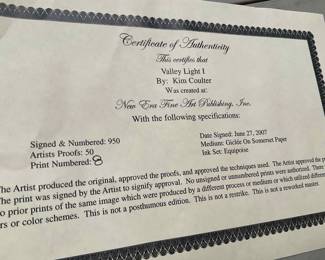 Certificate of Authenticity
This certifies that
Valley Light I
By: Kim Coulter
Was created at:
New Era Fine Art Publishing, Inc.
With the following specifications:
Signed & Numbered: 950
Artists Proofs: 50
Print Numbered: 8
Date Signed: June 27, 2007
Medium: Giclée On Somerset Paper
Ink Set: Equipoise
The Artist produced the original, approved the proofs, and approved the techniques used. The Artist approved the
The print was signed by the Artist to signify approval. No unsigned or unnumbered prints were authorized. There
no prior prints of the same image which were produced by a different process or medium or which utilized different
rs or color schemes. This is not a posthumous edition. This is not a restrike. This is not a reworked master.